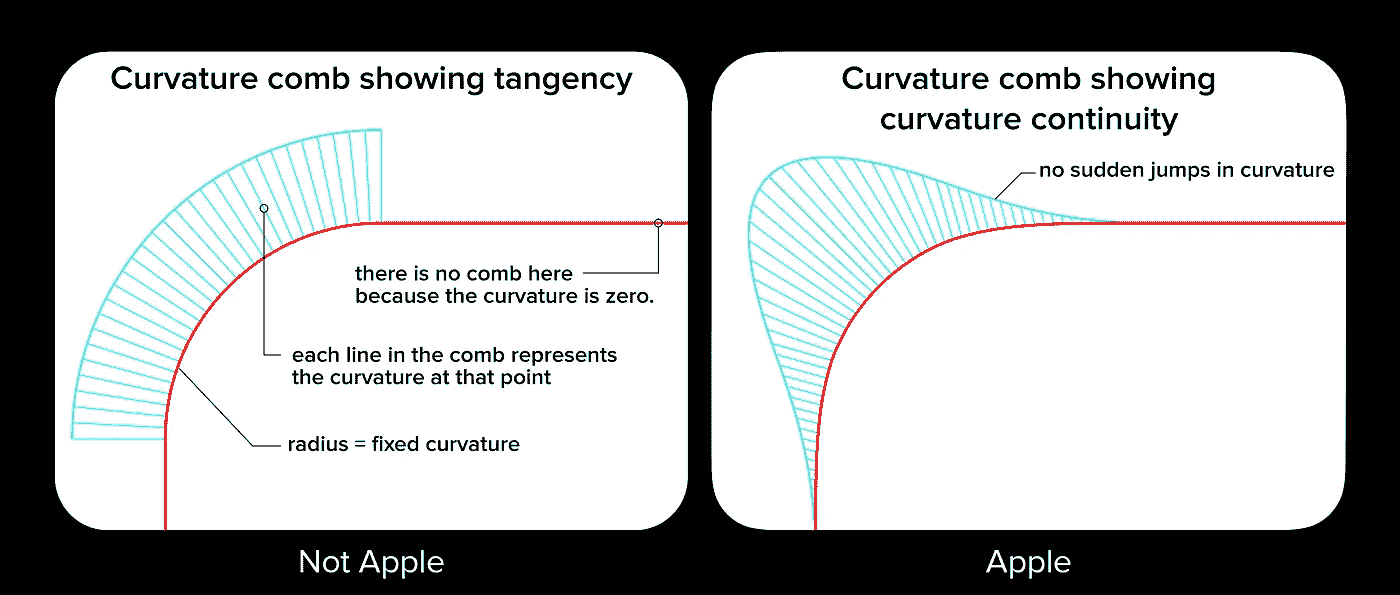 Curvature comb showing tangency
there is no comb here
because the curvature is zero.
each line in the comb represents
the curvature at that point
radius = fixed curvature
Not Apple
Curvature comb showing
curvature continuity
no sudden jumps in curvature
Apple